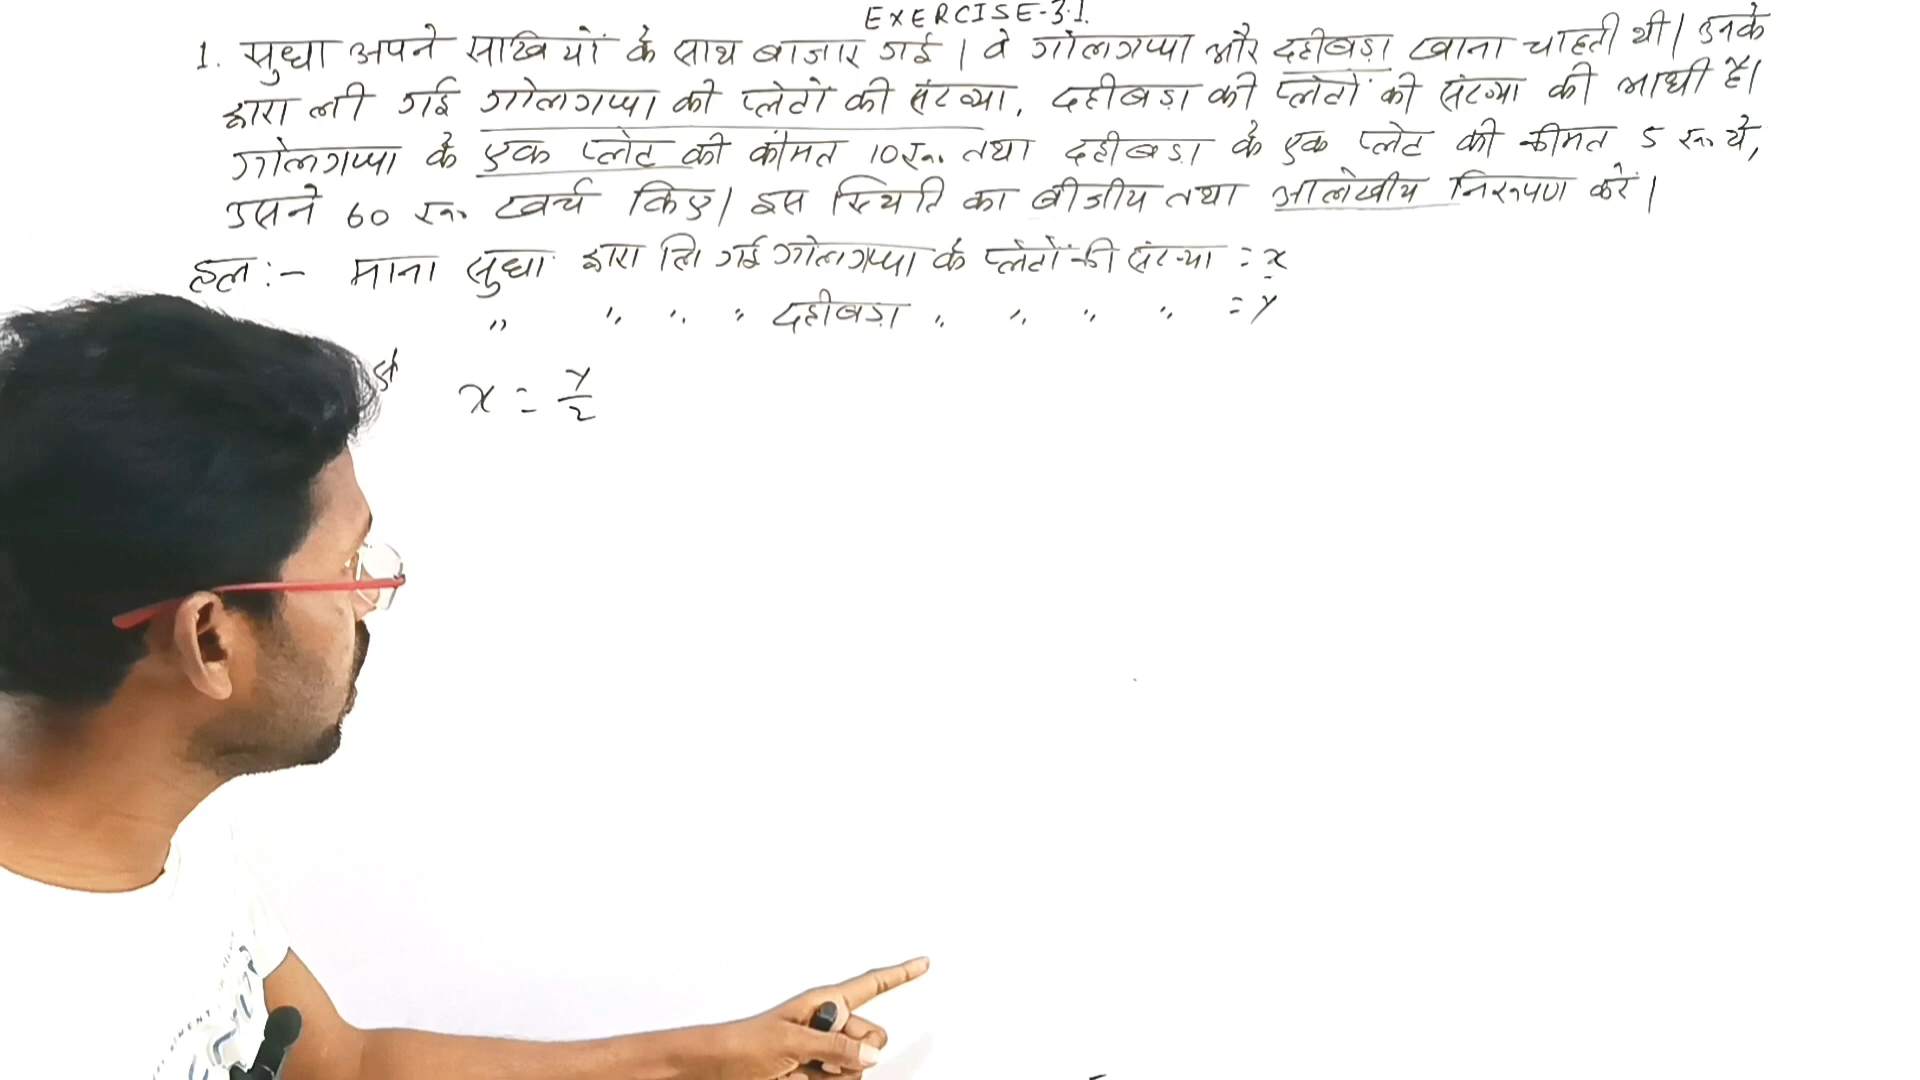 EXERCISE-3.1.
1. सुधा अपने सखियों के साथ बाजार गई। वे गोलगप्पा और दहीबड़ा खाना चाहती थी। उनके
द्वारा ली गई गोलगप्पा की प्लेटों की संख्या, दहीबड़ा की प्लेटों की संख्या की आधी है।
गोलगप्पा के एक प्लेट की कीमत 10रू. तथा दहीबड़ा के एक प्लेट की कीमत 5 रू. थे,
उसने 60 रू. खर्च किए। इस स्थिति का बीजीय तथा आलेखीय निरूपण करें।
हल:- माना सुधा द्वारा लि गई गोलगप्पा के प्लेटों की संख्या = x
" " " " दहीबड़ा " " " " = y
x = y/2